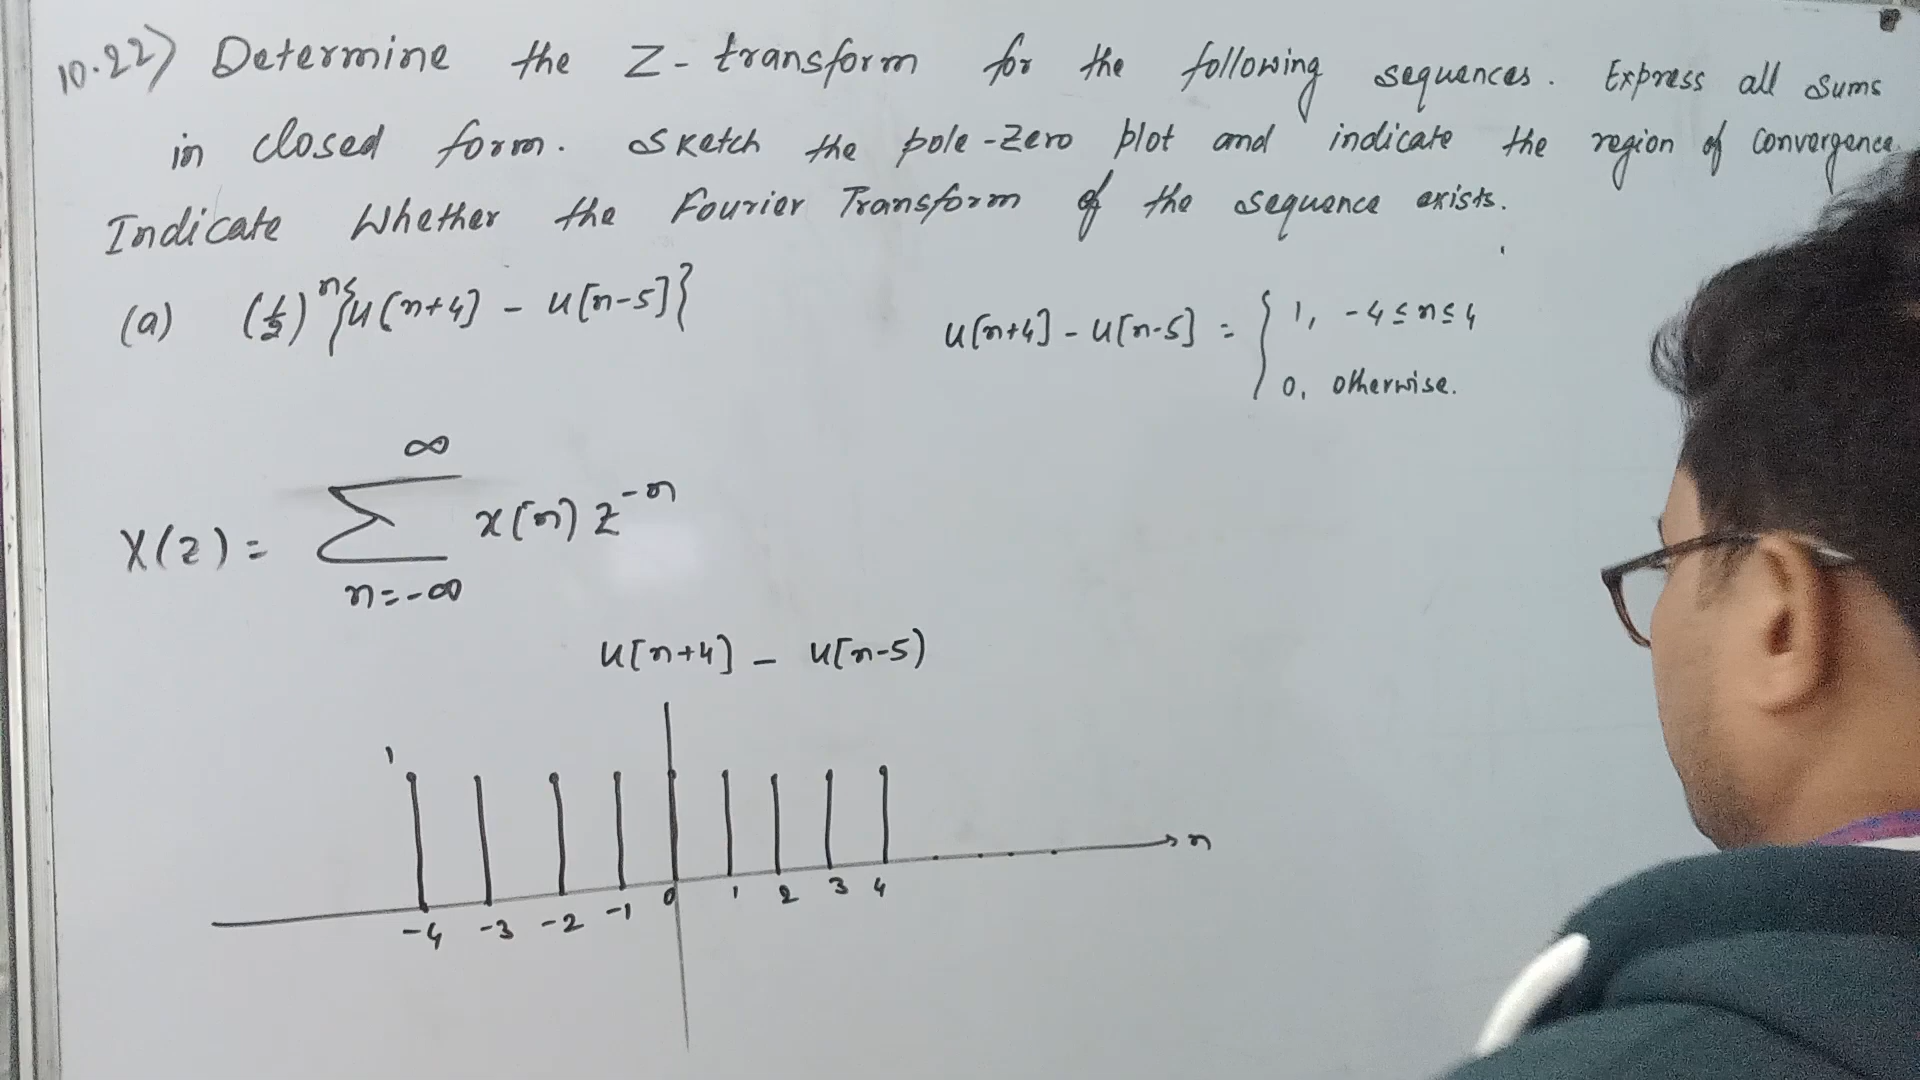 10.22) Determine the Z-transform for the following sequences. Express all sums
in closed form. Sketch the pole-zero plot and indicate the region of convergence.
Indicate whether the Fourier Transform of the sequence exists.
(a) (1/2)^n {u[n+4] - u[n-5]}
u[n+4] - u[n-5] = { 1, -4 ≤ n ≤ 4
0, otherwise.
X(z) = ∑_{n=-∞}^{∞} x[n] z^{-n}
u[n+4] - u[n-5)
1
n
-4 -3 -2 -1 0 1 2 3 4